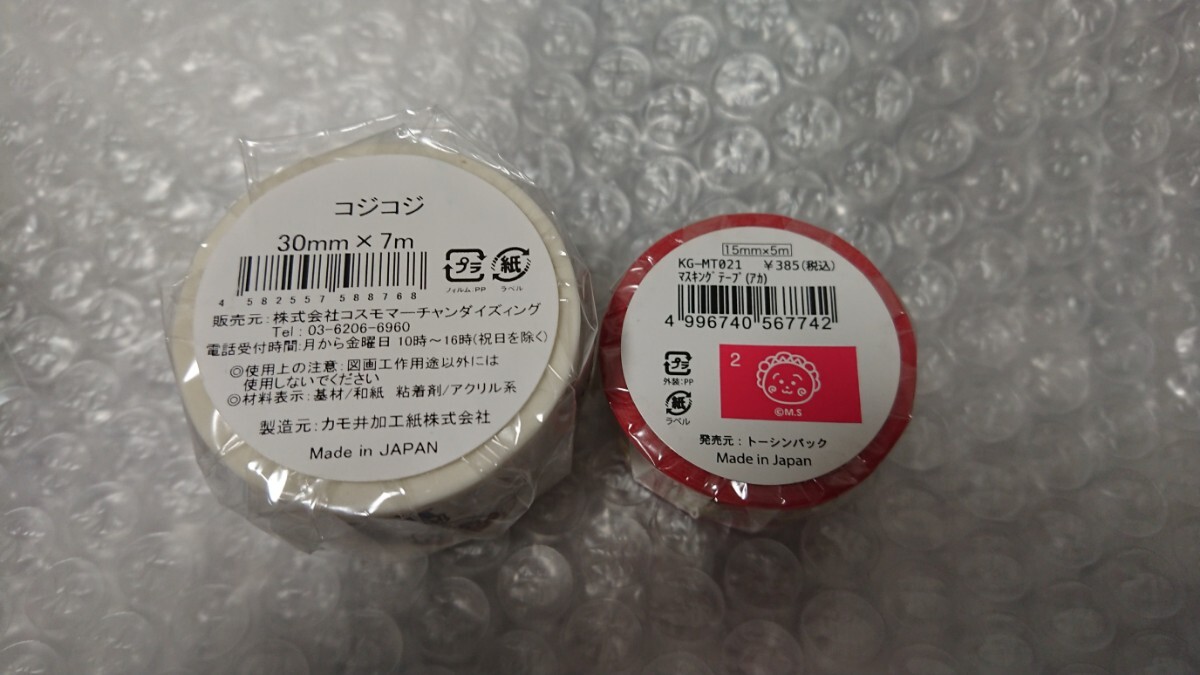 コジコジ
30mm×7m
4 582557 588768
プラ
フィルム:PP
紙
ラベル
販売元:株式会社コスモマーチャンダイズィング
Tel:03-6206-6960
電話受付時間:月から金曜日 10時～16時(祝日を除く)
◎使用上の注意:図画工作用途以外には
使用しないでください
◎材料表示:基材/和紙 粘着剤/アクリル系
製造元:カモ井加工紙株式会社
Made in JAPAN
15mm×5m
KG-MT021 ￥385(税込)
ﾏｽｷﾝｸﾞﾃｰﾌﾟ(ｱｶ)
4 996740 567742
プラ
外装:PP
紙
ラベル
2
©M.S
発売元:トーシンパック
Made in Japan